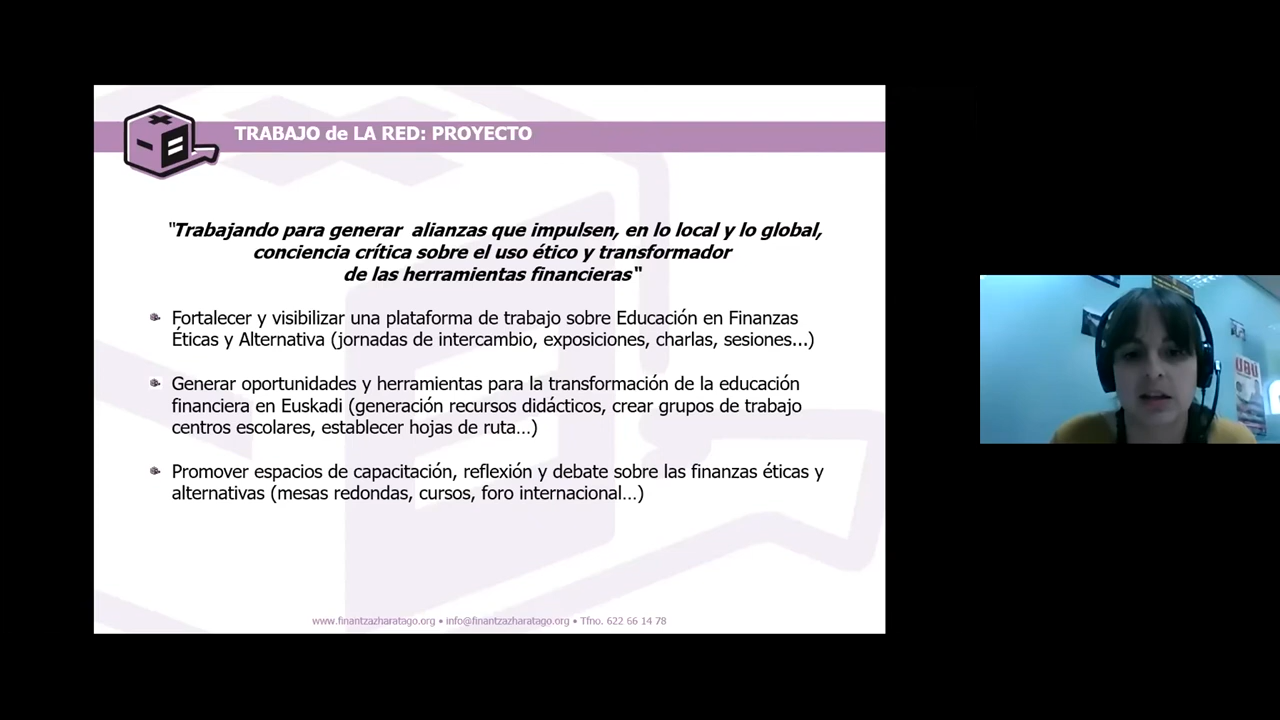 TRABAJO de LA RED: PROYECTO
"Trabajando para generar alianzas que impulsen, en lo local y lo global,
conciencia crítica sobre el uso ético y transformador
de las herramientas financieras"
Fortalecer y visibilizar una plataforma de trabajo sobre Educación en Finanzas
Éticas y Alternativa (jornadas de intercambio, exposiciones, charlas, sesiones...)
Generar oportunidades y herramientas para la transformación de la educación
financiera en Euskadi (generación recursos didácticos, crear grupos de trabajo
centros escolares, establecer hojas de ruta…)
Promover espacios de capacitación, reflexión y debate sobre las finanzas éticas y
alternativas (mesas redondas, cursos, foro internacional…)
www.finantzazharatago.org • info@finantzazharatago.org • Tfno. 622 66 14 78
UBU